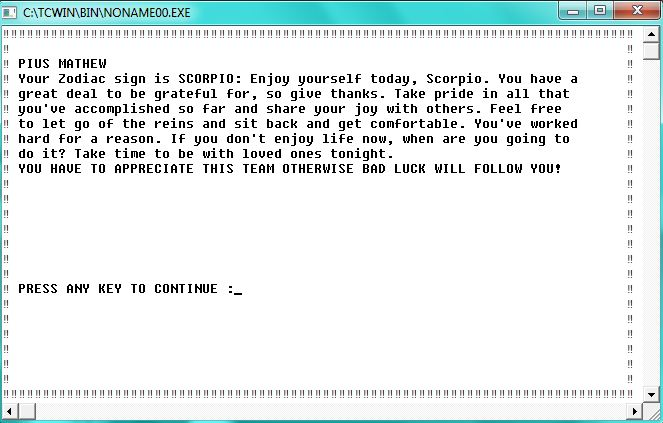 C:\TCWIN\BIN\NONAME00.EXE
PIUS MATHEW
Your Zodiac sign is SCORPIO: Enjoy yourself today, Scorpio. You have a
great deal to be grateful for, so give thanks. Take pride in all that
you've accomplished so far and share your joy with others. Feel free
to let go of the reins and sit back and get comfortable. You've worked
hard for a reason. If you don't enjoy life now, when are you going to
do it? Take time to be with loved ones tonight.
YOU HAVE TO APPRECIATE THIS TEAM OTHERWISE BAD LUCK WILL FOLLOW YOU!
PRESS ANY KEY TO CONTINUE :_